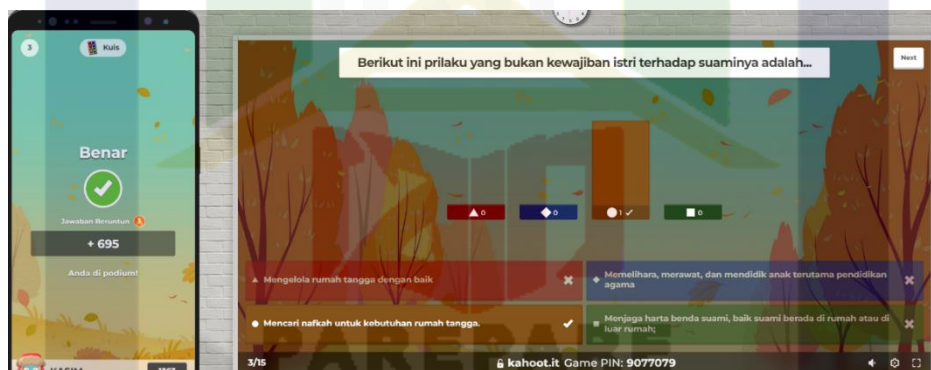 3
Kuis
Benar
Jawaban Beruntun 3
+ 695
Anda di podium!
KASIM
Berikut ini prilaku yang bukan kewajiban istri terhadap suaminya adalah...
Next
0
0
1
0
Mengelola rumah tangga dengan baik
Memelihara, merawat, dan mendidik anak terutama pendidikan
agama
Mencari nafkah untuk kebutuhan rumah tangga.
Menjaga harta benda suami, baik suami berada di rumah atau di
luar rumah;
3/15
kahoot.it Game PIN: 9077079
PAREPARE